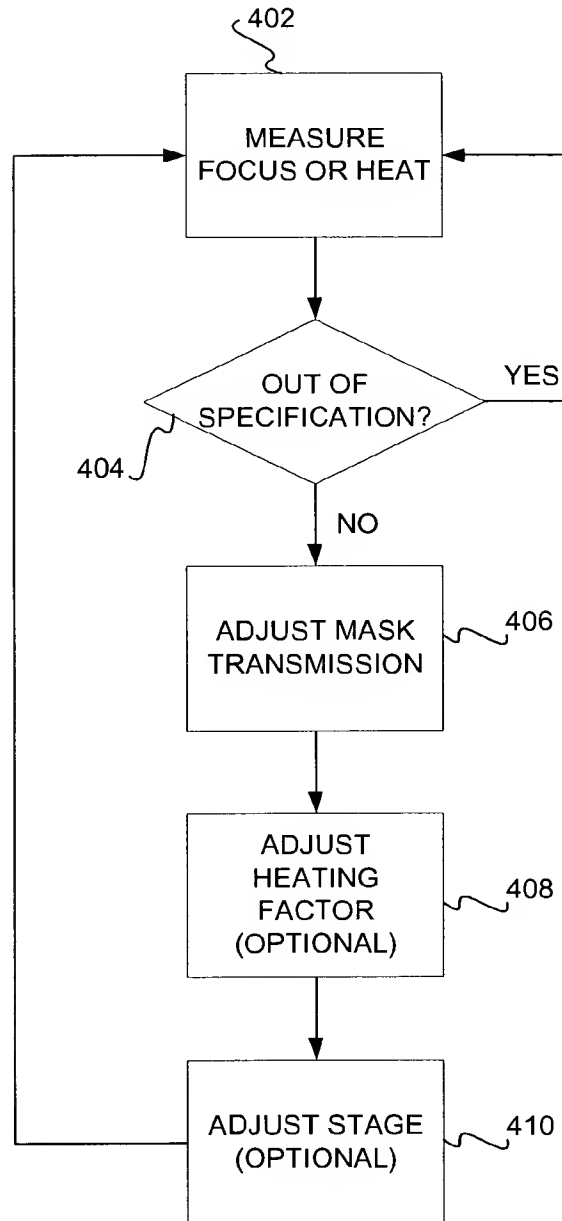 402
MEASURE
FOCUS OR HEAT
OUT OF
SPECIFICATION?
YES
404
NO
ADJUST MASK
TRANSMISSION
406
ADJUST
HEATING
FACTOR
(OPTIONAL)
408
ADJUST STAGE
(OPTIONAL)
410